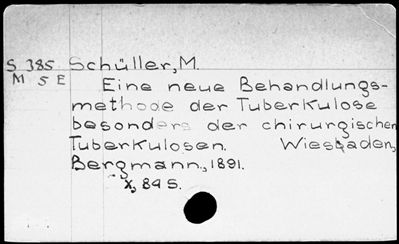 S 385 Schüller, M.
M 5 E Eine neue Behandlungs-
methode der Tuberkulose
besonders der chirurgischen
Tuberkulosen. Wiesbaden,
Bergmann, 1891.
X, 84 S.